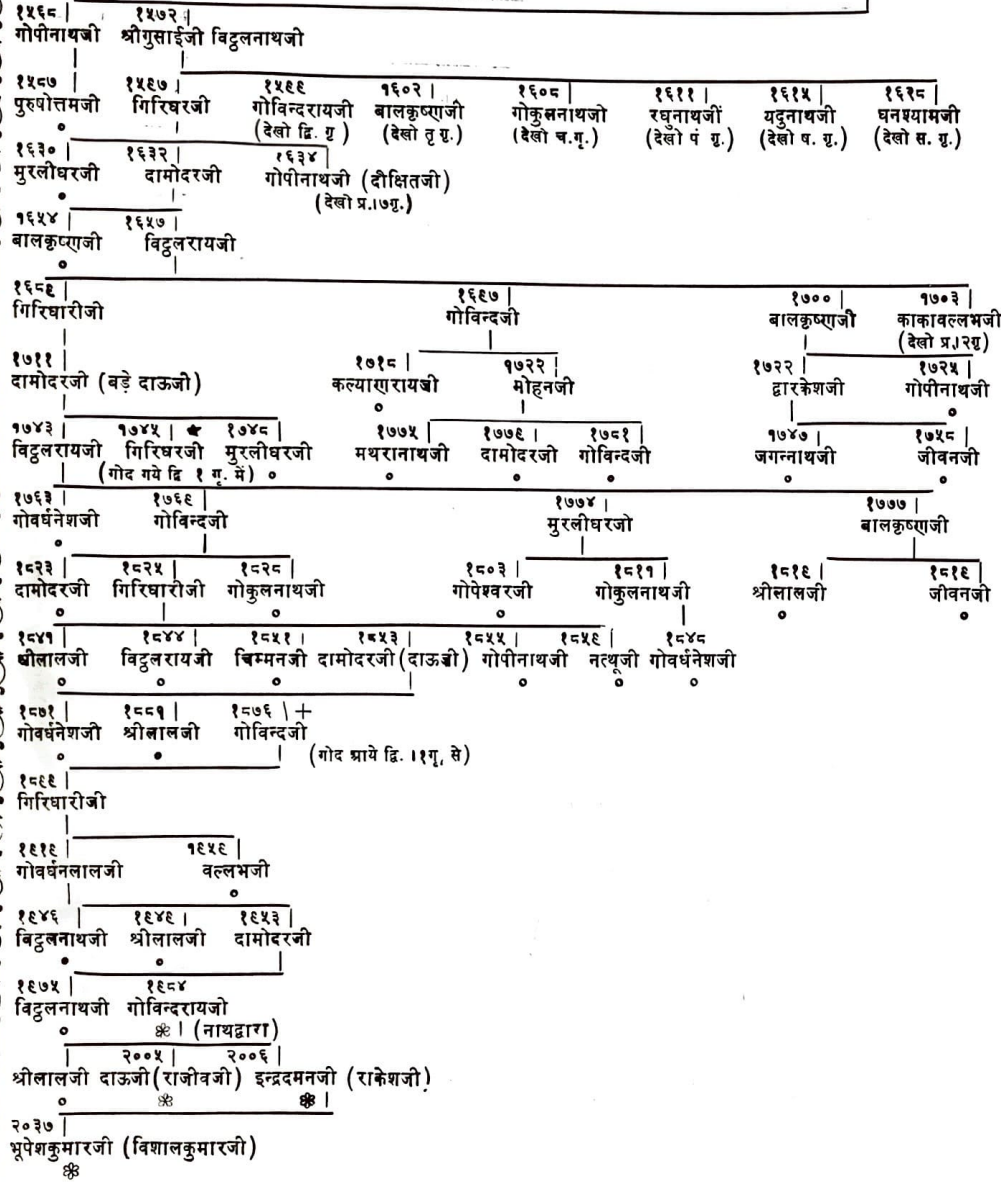 १५६८ १५७२
गोपीनाथजी श्रीगुसाईजी विट्ठलनाथजी
१५८७ १५९७ १५९९ १६०२ १६०८ १६११ १६१५ १६२८
पुरुषोत्तमजी गिरिधरजी गोविन्दरायजी बालकृष्णजी गोकुलनाथजी रघुनाथजीं यदुनाथजी घनश्यामजी
(देखो द्वि. गृ (देखो तृ गृ.) (देखो च.गृ.) (देखो पं गृ.) (देखो ष. गृ.) (देखो स. गृ.)
१६३० १६३२ १६३४
मुरलीधरजी दामोदरजी गोपीनाथजी (दीक्षितजी)
(देखो प्र.।७गृ.)
१६५४ १६५७
बालकृष्णजी विट्ठलरायजी
१६८९ १६९७ १७०० १७०३
गिरिधारीजी गोविन्दजी बालकृष्णजी काकावल्लभजी
(देखो प्र.।२गृ)
१७११ १७१८ १७२२ १७२२ १७२५
दामोदरजी (बड़े दाऊजी) कल्याणरायजी मोहनजी द्वारकेशजी गोपीनाथजी
१७४३ १७४५ ★ १७४८ १७७५ १७७९ १७८१ १७४७ १७५८
विट्ठलरायजी गिरिधरजी मुरलीधरजी मथरानाथजी दामोदरजी गोविन्दजी जगन्नाथजी जीवनजी
(गोद गये द्वि १ गृ. में)
१७६३ १७६९ १७७४ १७७७
गोवर्धनेशजी गोविन्दजी मुरलीधरजी बालकृष्णजी
१८२३ १८२५ १८२८ १८०३ १८११ १८१९ १८१९
दामोदरजी गिरिधारीजी गोकुलनाथजी गोपेश्वरजी गोकुलनाथजी श्रीलालजी जीवनजी
१८४१ १८४४ १८५१ १८५३ १८५५ १८५९ १८४८
श्रीलालजी विट्ठलरायजी चिम्मनजी दामोदरजी (दाऊजी) गोपीनाथजी नत्थूजी गोवर्धनेशजी
१८७१ १८८१ १८७६ +
गोवर्धनेशजी श्रीलालजी गोविन्दजी
(गोद आये द्वि. ।१गृ, से)
१८९९
गिरिधारीजी
१९१९ १९५९
गोवर्धनलालजी वल्लभजी
१९४६ १९४९ १९५३
विट्ठलनाथजी श्रीलालजी दामोदरजी
१९७५ १९८४
विट्ठलनाथजी गोविन्दरायजी
(नाथद्वारा)
२००५ २००६
श्रीलालजी दाऊजी (राजीवजी) इन्द्रदमनजी (राकेशजी)
२०३७
भूपेशकुमारजी (विशालकुमारजी)